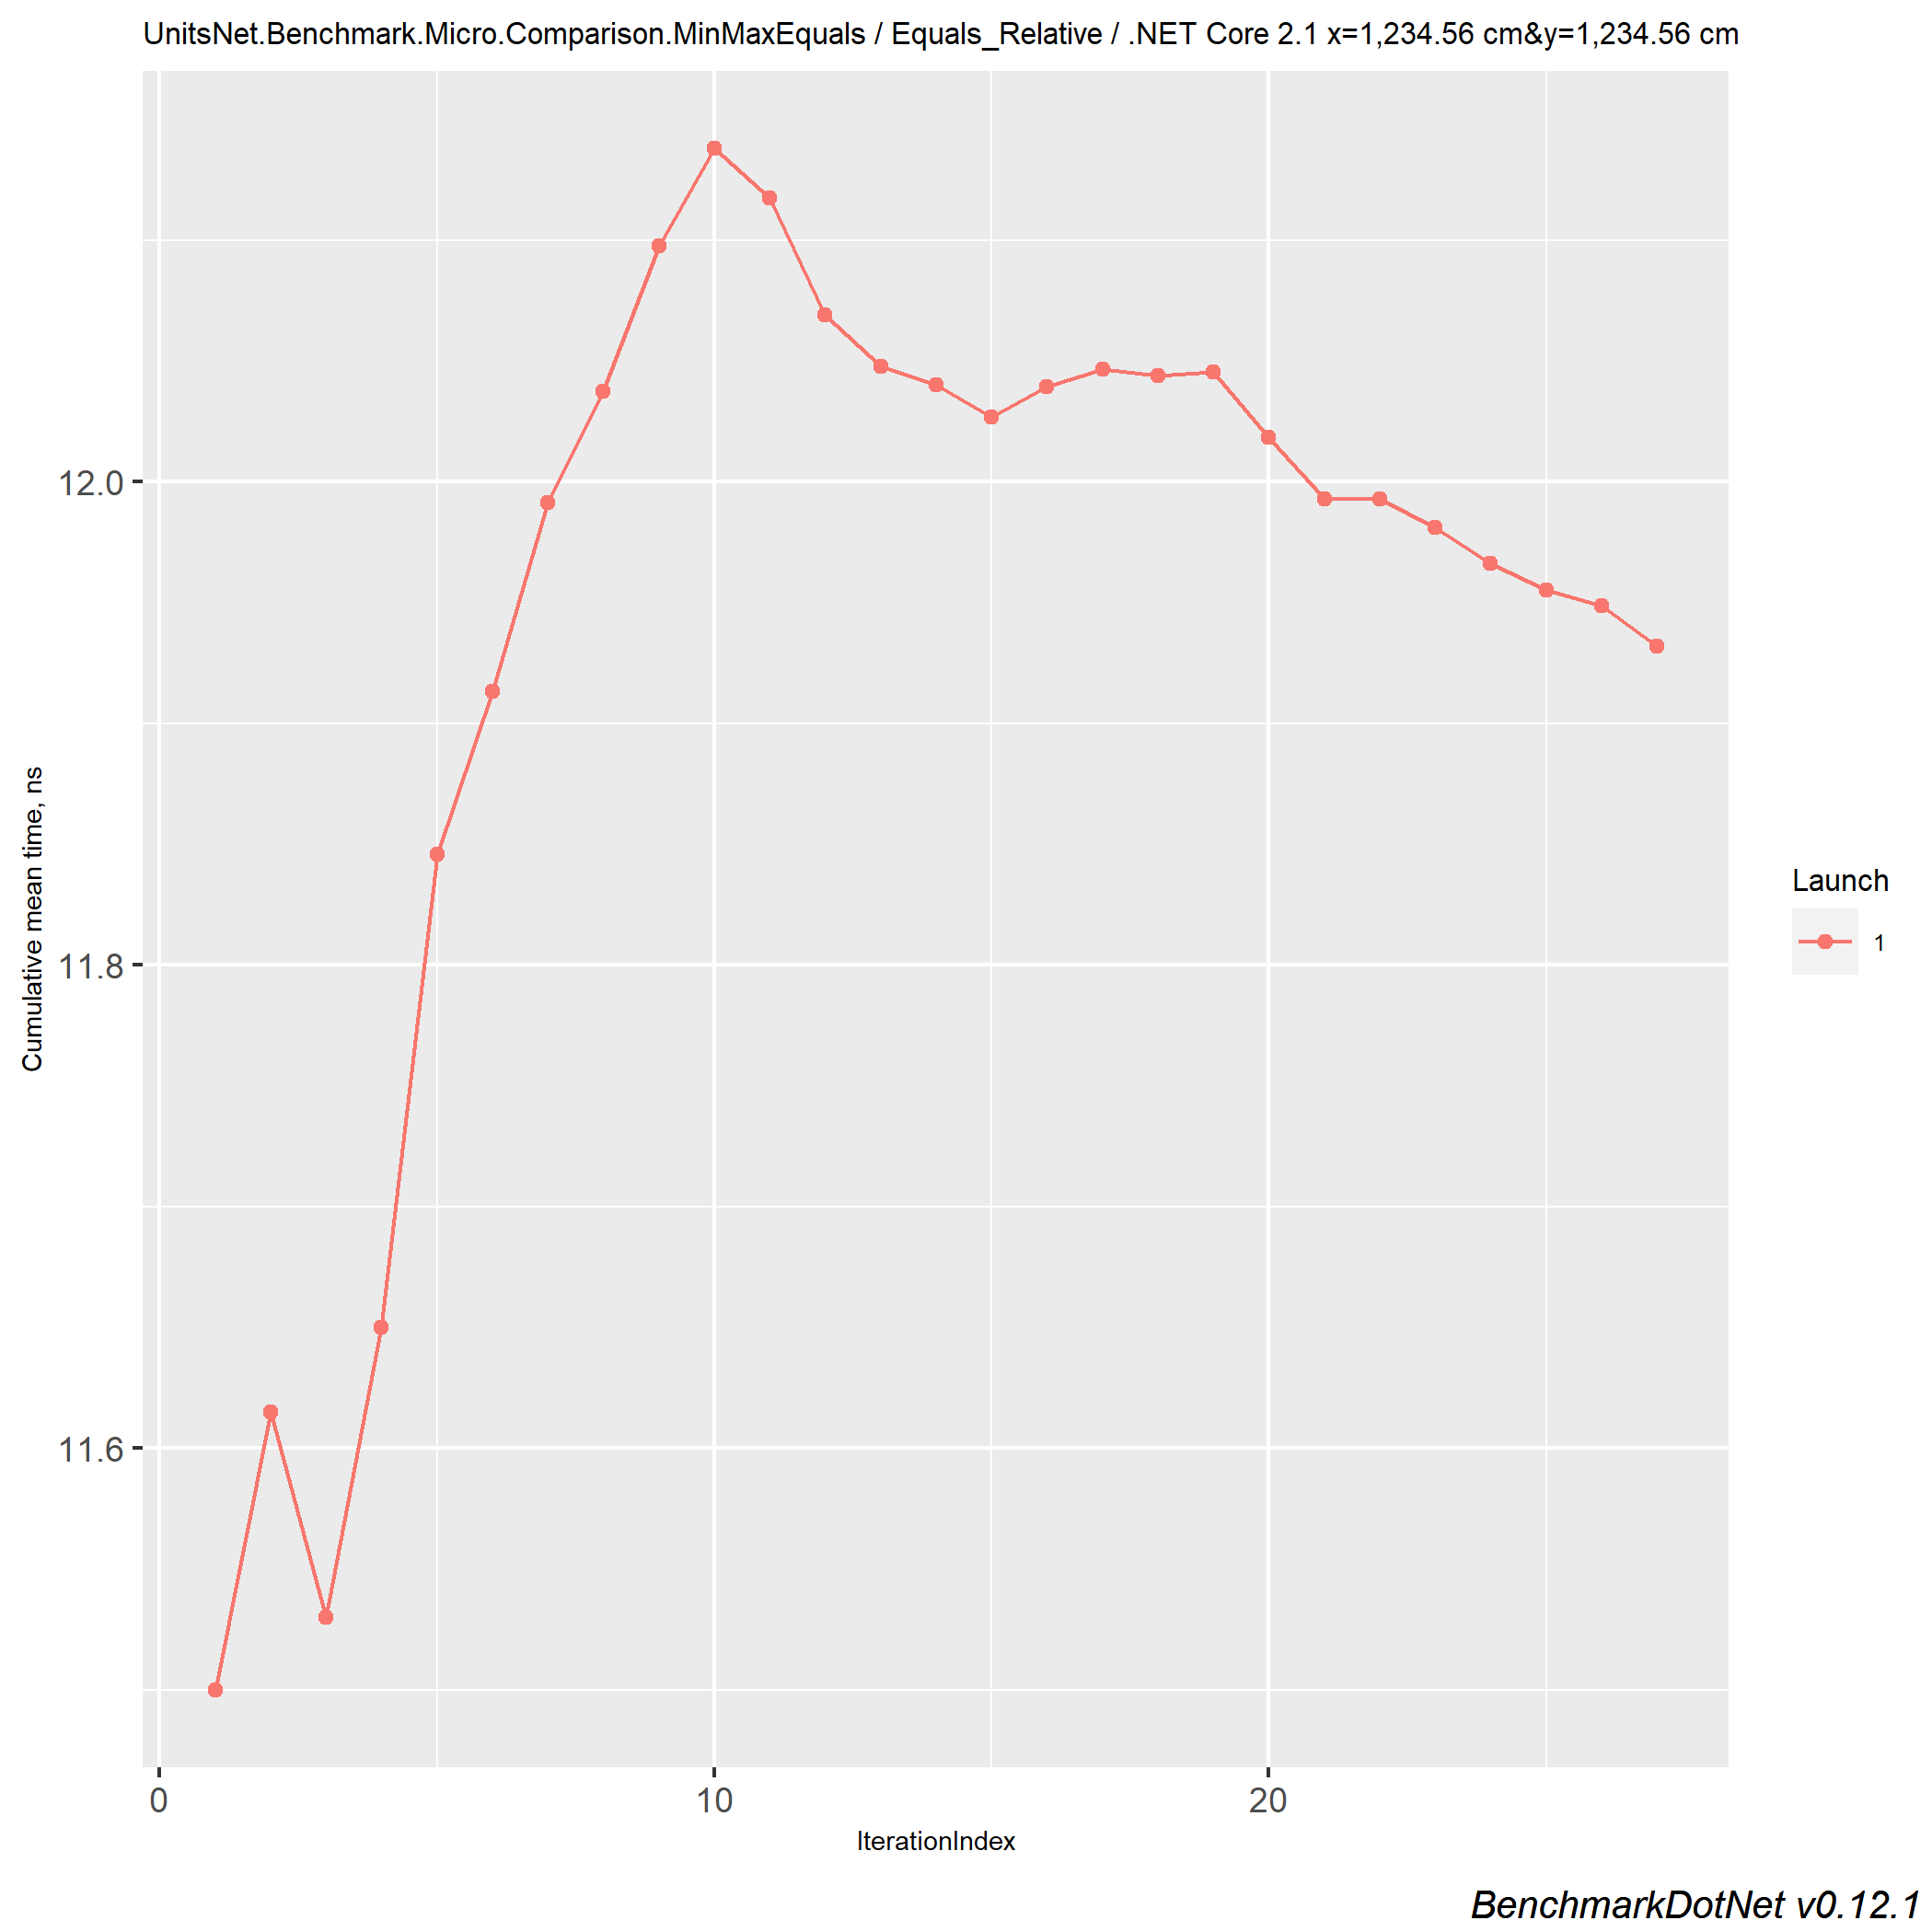 UnitsNet.Benchmark.Micro.Comparison.MinMaxEquals / Equals_Relative / .NET Core 2.1 x=1,234.56 cm&y=1,234.56 cm
Cumulative mean time, ns
12.0
11.8
11.6
0 10 20
IterationIndex
Launch
1
BenchmarkDotNet v0.12.1